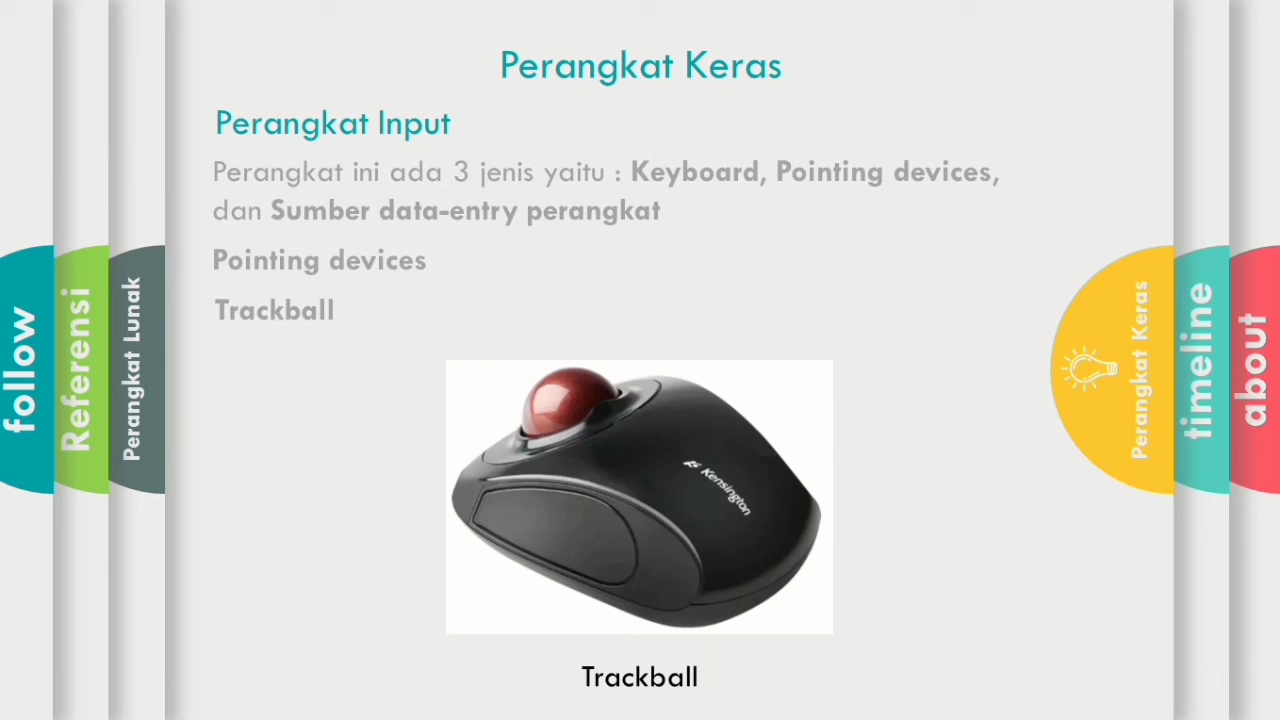 Perangkat Keras
Perangkat Input
Perangkat ini ada 3 jenis yaitu : Keyboard, Pointing devices,
dan Sumber data-entry perangkat
Pointing devices
Trackball
Kensington
Trackball
follow
Referensi
Perangkat Lunak
Perangkat Keras
timeline
about